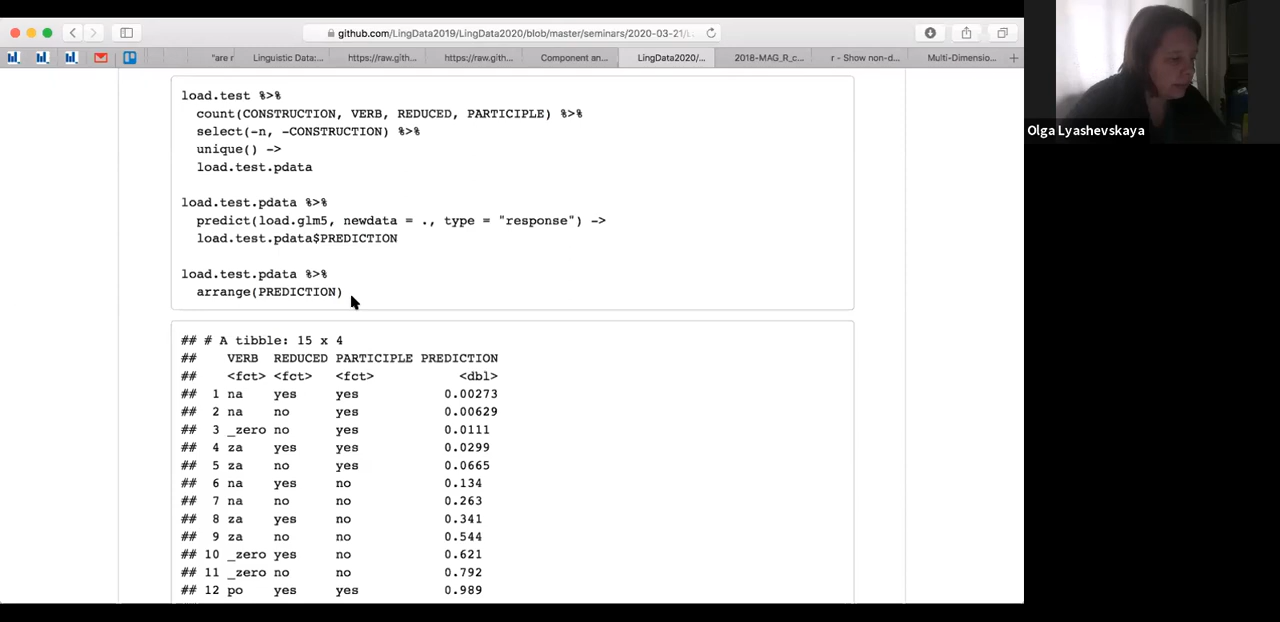 github.com/LingData2019/LingData2020/blob/master/seminars/2020-03-21/
"are r
Linguistic Data:...
https://raw.gith...
https://raw.gith...
Component an...
LingData2020/...
2018-MAG_R_c...
r - Show non-d...
Multi-Dimensio...
load.test %>%
count(CONSTRUCTION, VERB, REDUCED, PARTICIPLE) %>%
select(-n, -CONSTRUCTION) %>%
unique() ->
load.test.pdata
load.test.pdata %>%
predict(load.glm5, newdata = ., type = "response") ->
load.test.pdata$PREDICTION
load.test.pdata %>%
arrange(PREDICTION)
## # A tibble: 15 x 4
## VERB REDUCED PARTICIPLE PREDICTION
## <fct> <fct> <fct> <dbl>
## 1 na yes yes 0.00273
## 2 na no yes 0.00629
## 3 _zero no yes 0.0111
## 4 za yes yes 0.0299
## 5 za no yes 0.0665
## 6 na yes no 0.134
## 7 na no no 0.263
## 8 za yes no 0.341
## 9 za no no 0.544
## 10 _zero yes no 0.621
## 11 _zero no no 0.792
## 12 po yes yes 0.989
Olga Lyashevskaya